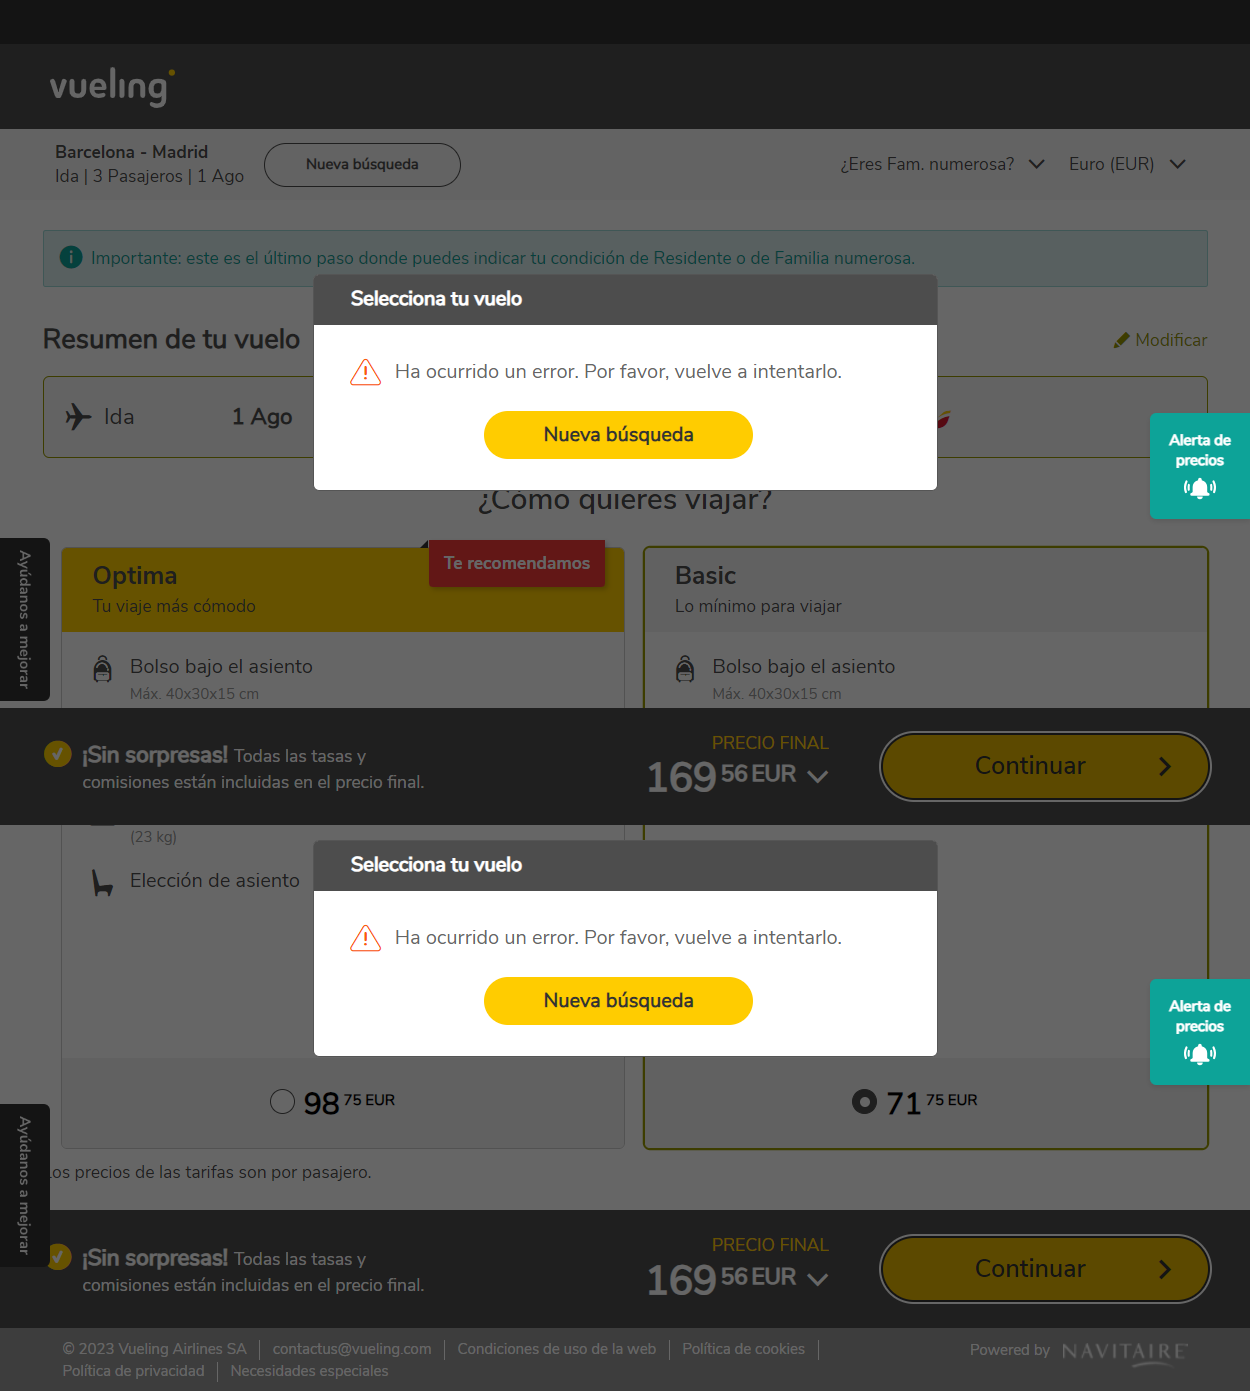 vueling
Barcelona - Madrid
Ida | 3 Pasajeros | 1 Ago
Nueva búsqueda
¿Eres Fam. numerosa?
Euro (EUR)
Importante: este es el último paso donde puedes indicar tu condición de Residente o de Familia numerosa.
Selecciona tu vuelo
Resumen de tu vuelo
Modificar
Ha ocurrido un error. Por favor, vuelve a intentarlo.
Ida
1 Ago
Nueva búsqueda
Alerta de
precios
¿Cómo quieres viajar?
Ayúdanos a mejorar
Te recomendamos
Optima
Tu viaje más cómodo
Bolso bajo el asiento
Máx. 40x30x15 cm
Basic
Lo mínimo para viajar
Bolso bajo el asiento
Máx. 40x30x15 cm
¡Sin sorpresas! Todas las tasas y
comisiones están incluidas en el precio final.
PRECIO FINAL
169 56 EUR
Continuar
(23 kg)
Elección de asiento
Selecciona tu vuelo
Ha ocurrido un error. Por favor, vuelve a intentarlo.
Nueva búsqueda
Alerta de
precios
98 75 EUR
71 75 EUR
Ayúdanos a mejorar
Los precios de las tarifas son por pasajero.
¡Sin sorpresas! Todas las tasas y
comisiones están incluidas en el precio final.
PRECIO FINAL
169 56 EUR
Continuar
© 2023 Vueling Airlines SA | contactus@vueling.com | Condiciones de uso de la web | Política de cookies |
Política de privacidad | Necesidades especiales
Powered by NAVITAIRE